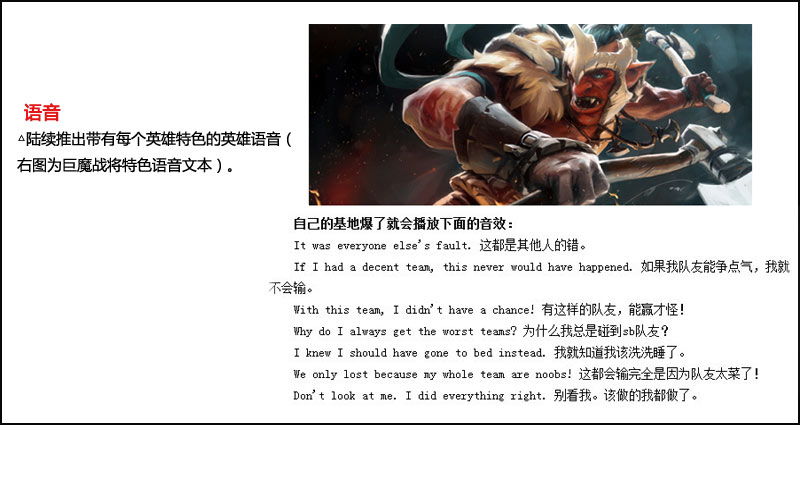 语音
△陆续推出带有每个英雄特色的英雄语音（
右图为巨魔战将特色语音文本）。
自己的基地爆了就会播放下面的音效：
It was everyone else's fault. 这都是其他人的错。
If I had a decent team, this never would have happened. 如果我队友能争点气，我就
不会输。
With this team, I didn't have a chance! 有这样的队友，能赢才怪！
Why do I always get the worst teams? 为什么我总是碰到sb队友？
I knew I should have gone to bed instead. 我就知道我该洗洗睡了。
We only lost because my whole team are noobs! 这都会输完全是因为队友太菜了！
Don't look at me. I did everything right. 别看我。该做的我都做了。